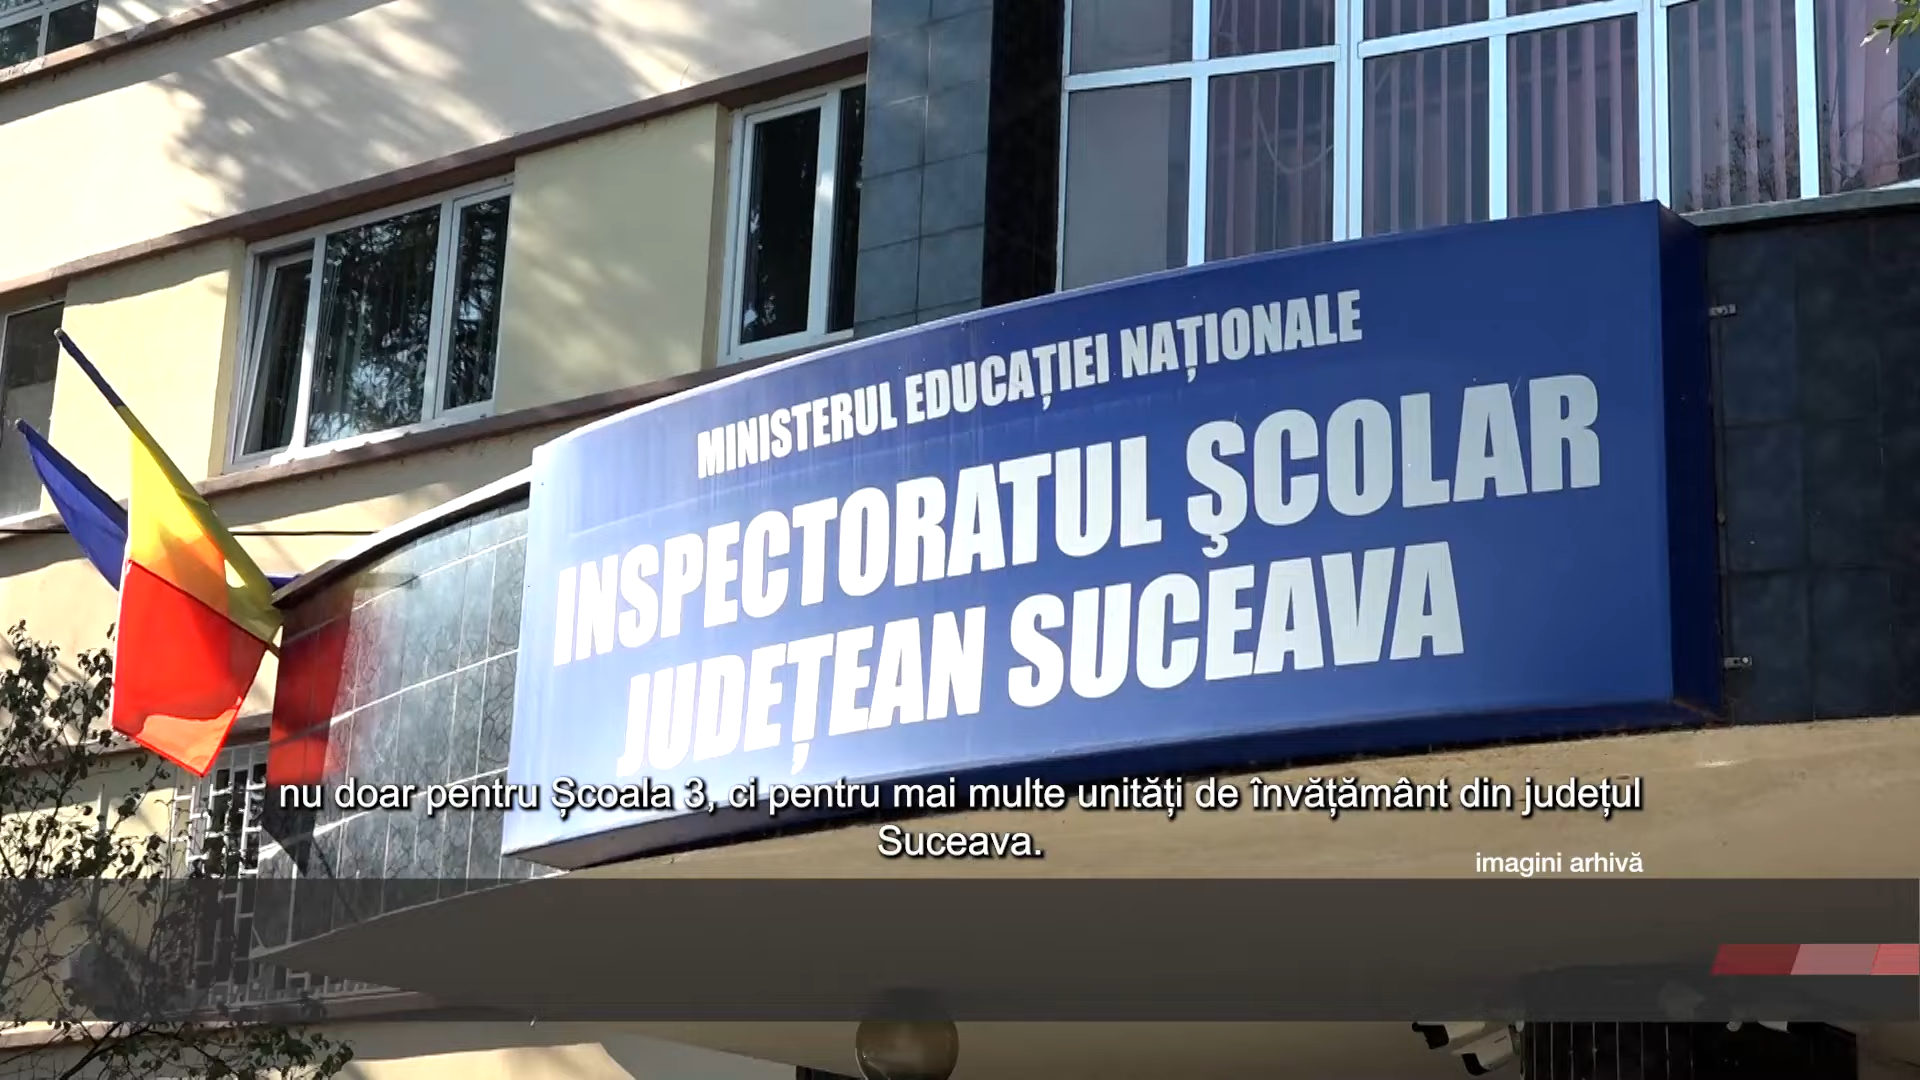 MINISTERUL EDUCAȚIEI NAȚIONALE
INSPECTORATUL ŞCOLAR
JUDEȚEAN SUCEAVA
nu doar pentru Școala 3, ci pentru mai multe unități de învățământ din județul
Suceava.
imagini arhivă